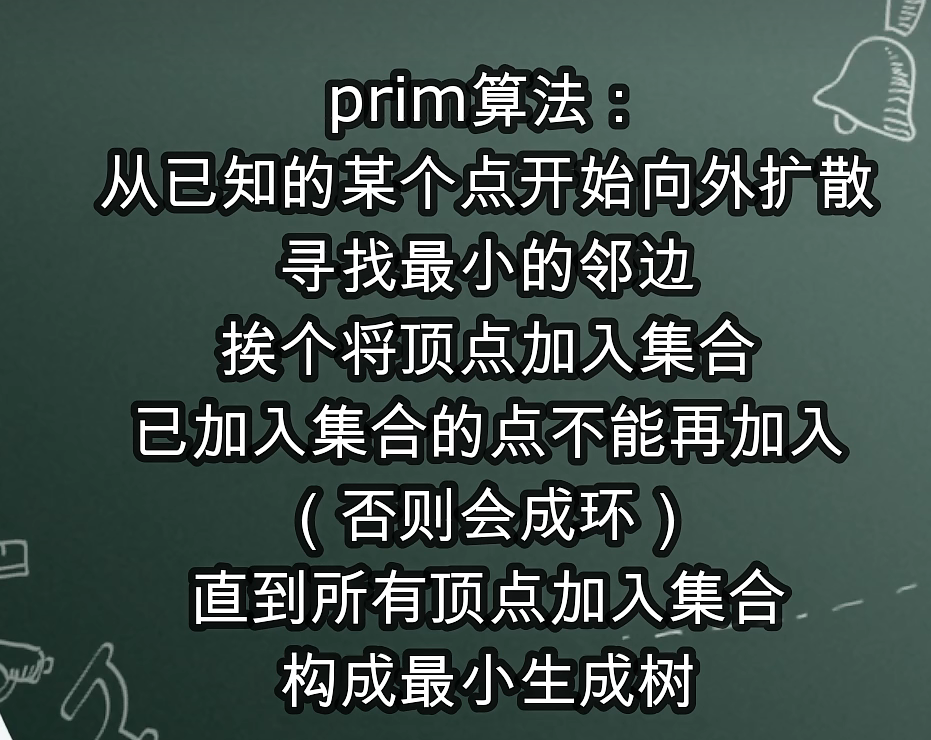 prim算法：
从已知的某个点开始向外扩散
寻找最小的邻边
挨个将顶点加入集合
已加入集合的点不能再加入
（否则会成环）
直到所有顶点加入集合
构成最小生成树